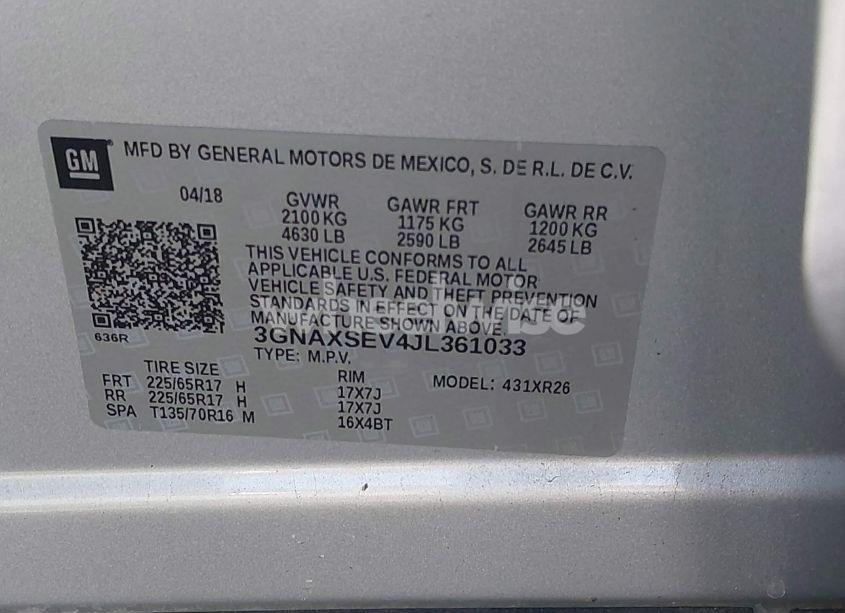 GM
MFD BY GENERAL MOTORS DE MEXICO, S. DE R.L. DE C.V.
04/18
GVWR GAWR FRT GAWR RR
2100 KG 1175 KG 1200 KG
4630 LB 2590 LB 2645 LB
THIS VEHICLE CONFORMS TO ALL
APPLICABLE U.S. FEDERAL MOTOR
VEHICLE SAFETY AND THEFT PREVENTION
STANDARDS IN EFFECT ON THE DATE OF
MANUFACTURE SHOWN ABOVE.
636R
3GNAXSEV4JL361033
TYPE: M.P.V. MODEL: 431XR26
TIRE SIZE RIM
FRT 225/65R17 H 17X7J
RR 225/65R17 H 17X7J
SPA T135/70R16 M 16X4BT